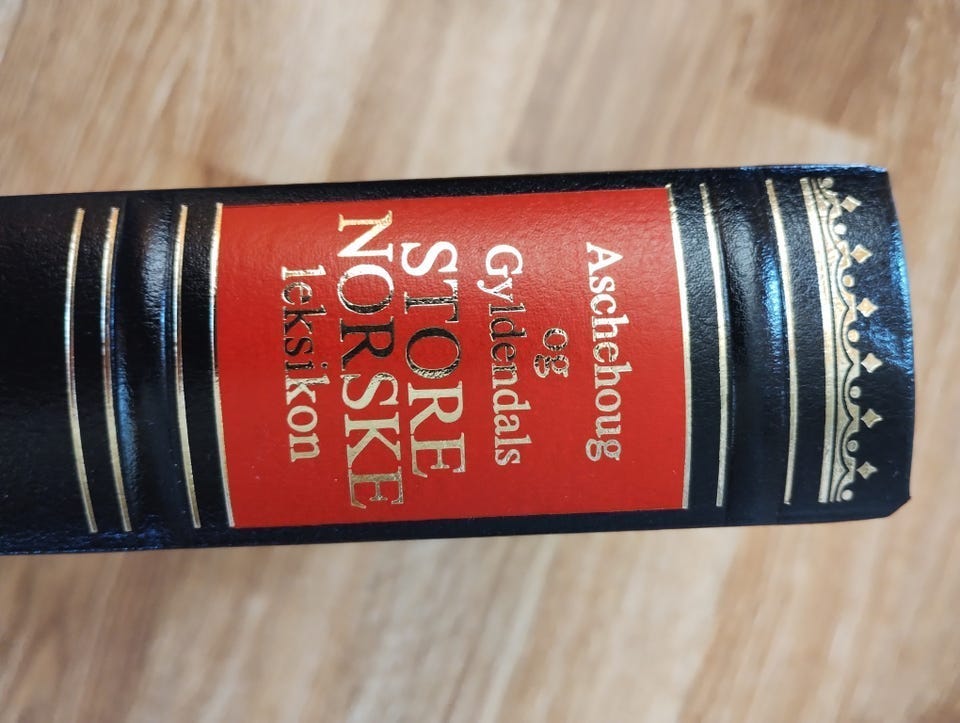 Aschehoug
og
Gyldendals
STORE
NORSKE
leksikon